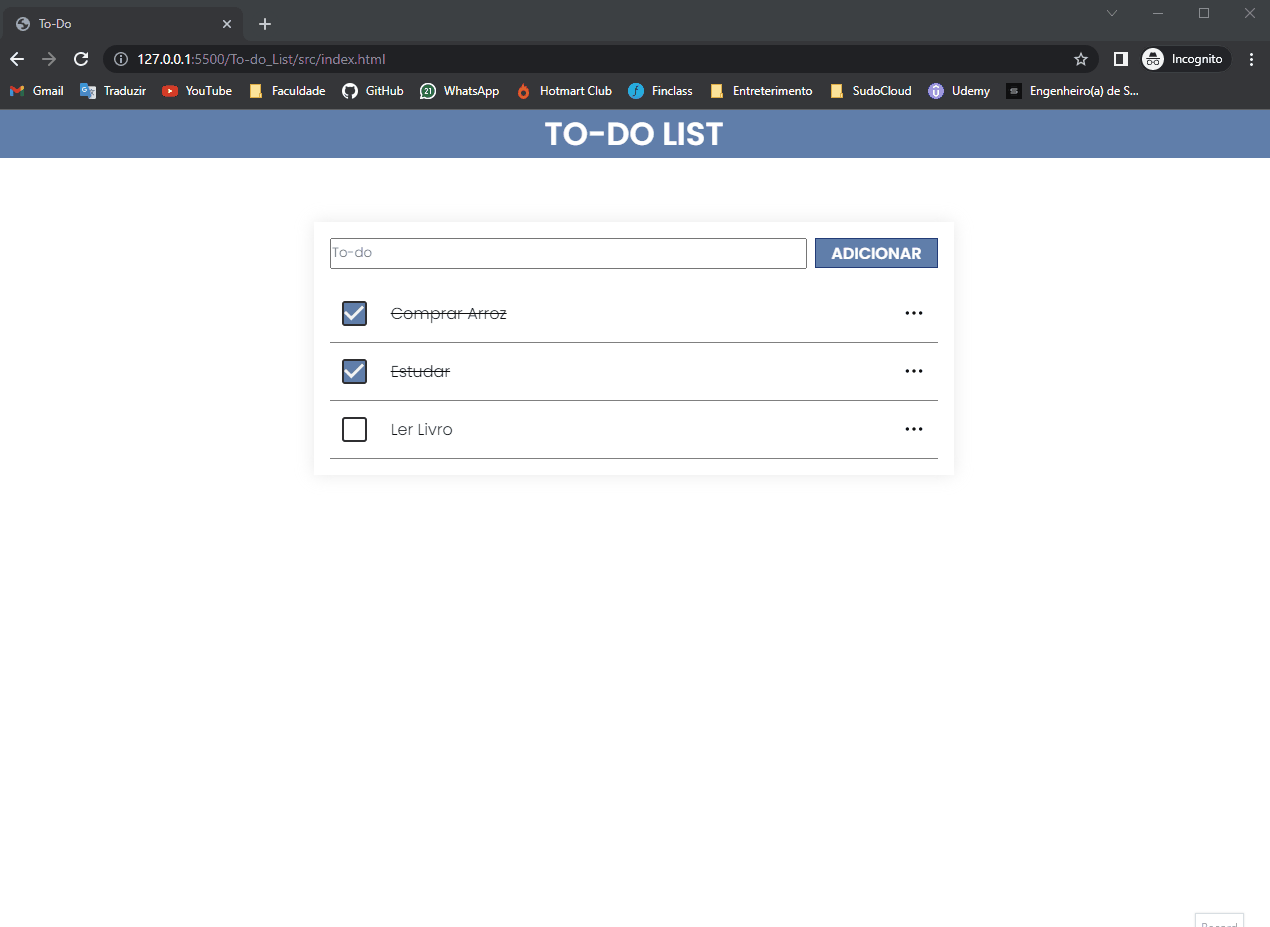 To-Do
127.0.0.1:5500/To-do_List/src/index.html
Incognito
Gmail Traduzir YouTube Faculdade GitHub 21 WhatsApp Hotmart Club Finclass Entreterimento SudoCloud Udemy Engenheiro(a) de S...
TO-DO LIST
To-do ADICIONAR
Comprar Arroz
Estudar
Ler Livro